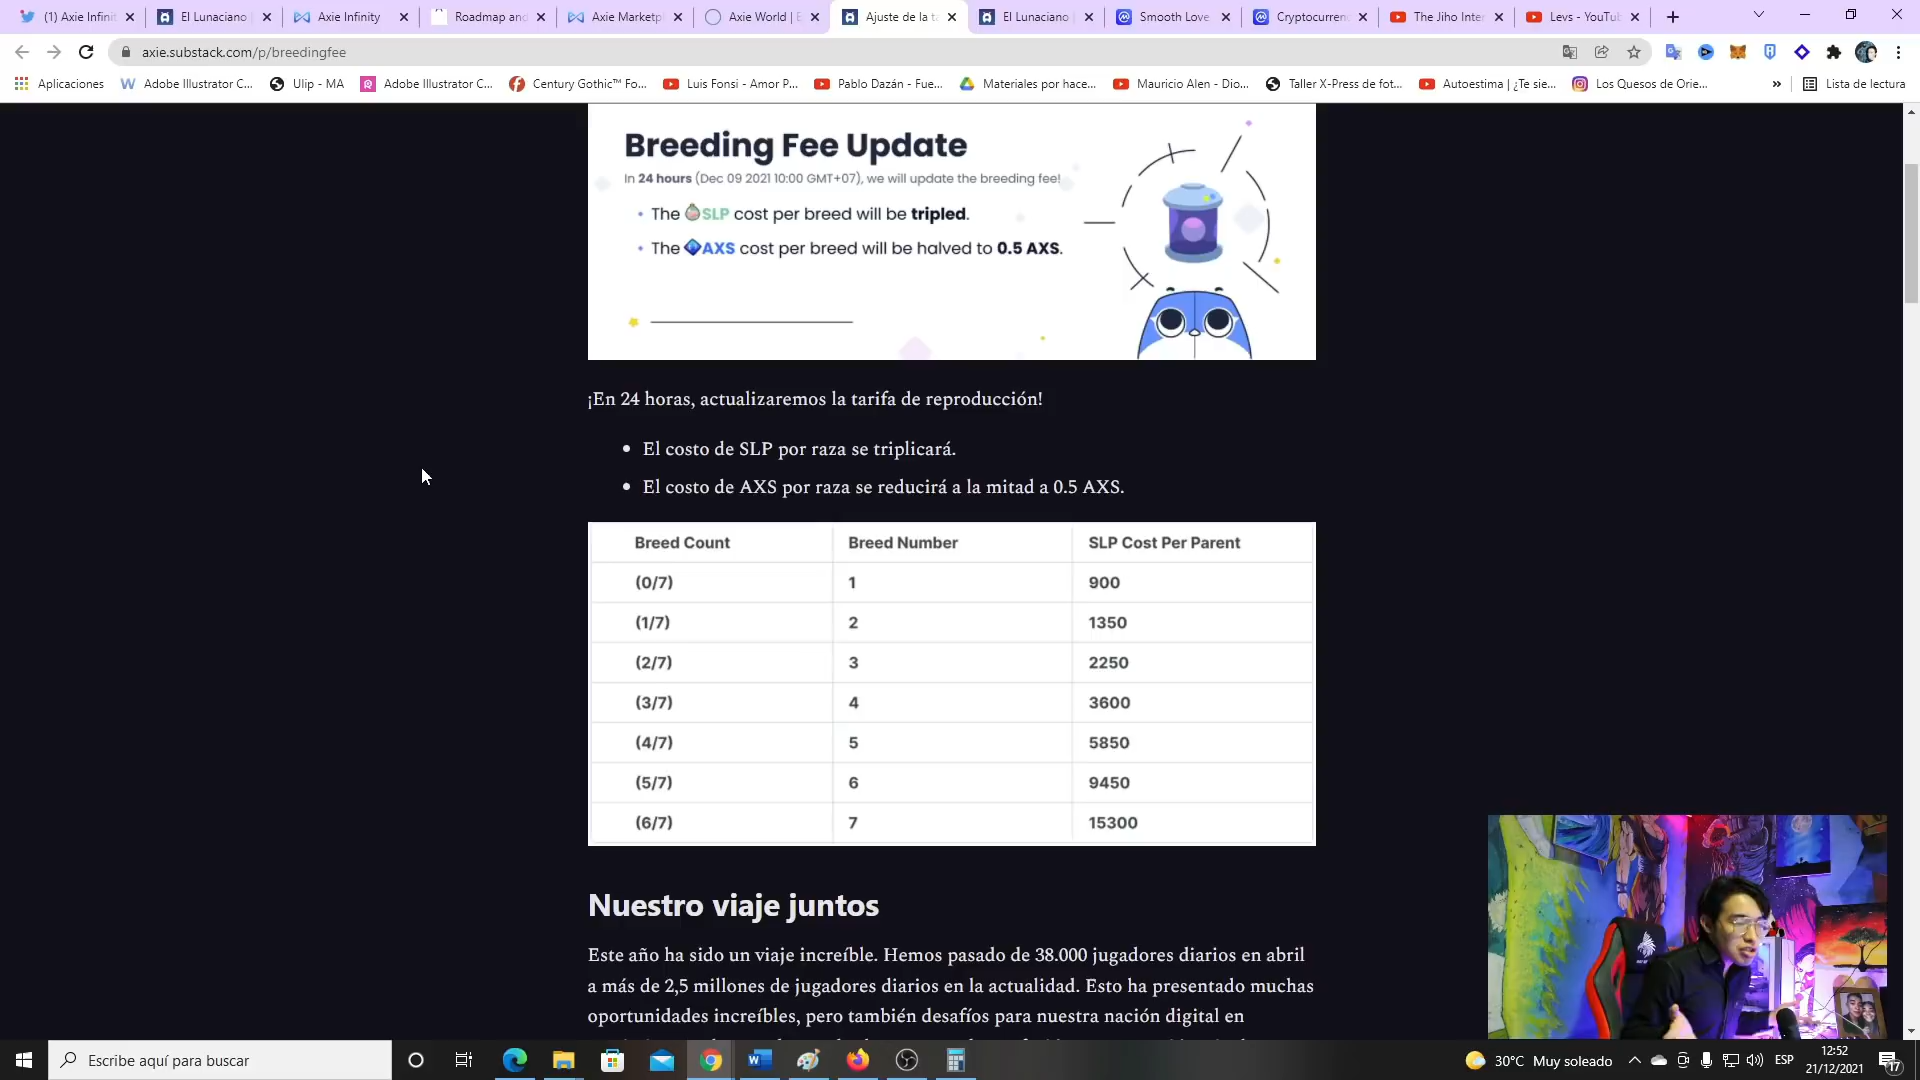 (1) Axie Infinit
El Lunaciano
Axie Infinity
Roadmap and
Axie Marketpl
Axie World | E
Ajuste de la ta
El Lunaciano
Smooth Love
Cryptocurrenc
The Jiho Inter
Levs - YouTub
axie.substack.com/p/breedingfee
Aplicaciones
Adobe Illustrator C...
Ulip - MA
Adobe Illustrator C...
Century Gothic™ Fo...
Luis Fonsi - Amor P...
Pablo Dazán - Fue...
Materiales por hace...
Mauricio Alen - Dio...
Taller X-Press de fot...
Autoestima | ¿Te sie...
Los Quesos de Orie...
»
Lista de lectura
Breeding Fee Update
In 24 hours (Dec 09 2021 10:00 GMT+07), we will update the breeding fee!
• The SLP cost per breed will be tripled.
• The AXS cost per breed will be halved to 0.5 AXS.
¡En 24 horas, actualizaremos la tarifa de reproducción!
• El costo de SLP por raza se triplicará.
• El costo de AXS por raza se reducirá a la mitad a 0.5 AXS.
Breed Count Breed Number SLP Cost Per Parent
(0/7) 1 900
(1/7) 2 1350
(2/7) 3 2250
(3/7) 4 3600
(4/7) 5 5850
(5/7) 6 9450
(6/7) 7 15300
Nuestro viaje juntos
Este año ha sido un viaje increíble. Hemos pasado de 38.000 jugadores diarios en abril
a más de 2,5 millones de jugadores diarios en la actualidad. Esto ha presentado muchas
oportunidades increíbles, pero también desafíos para nuestra nación digital en
Escribe aquí para buscar
30°C Muy soleado
ESP
12:52
21/12/2021
17